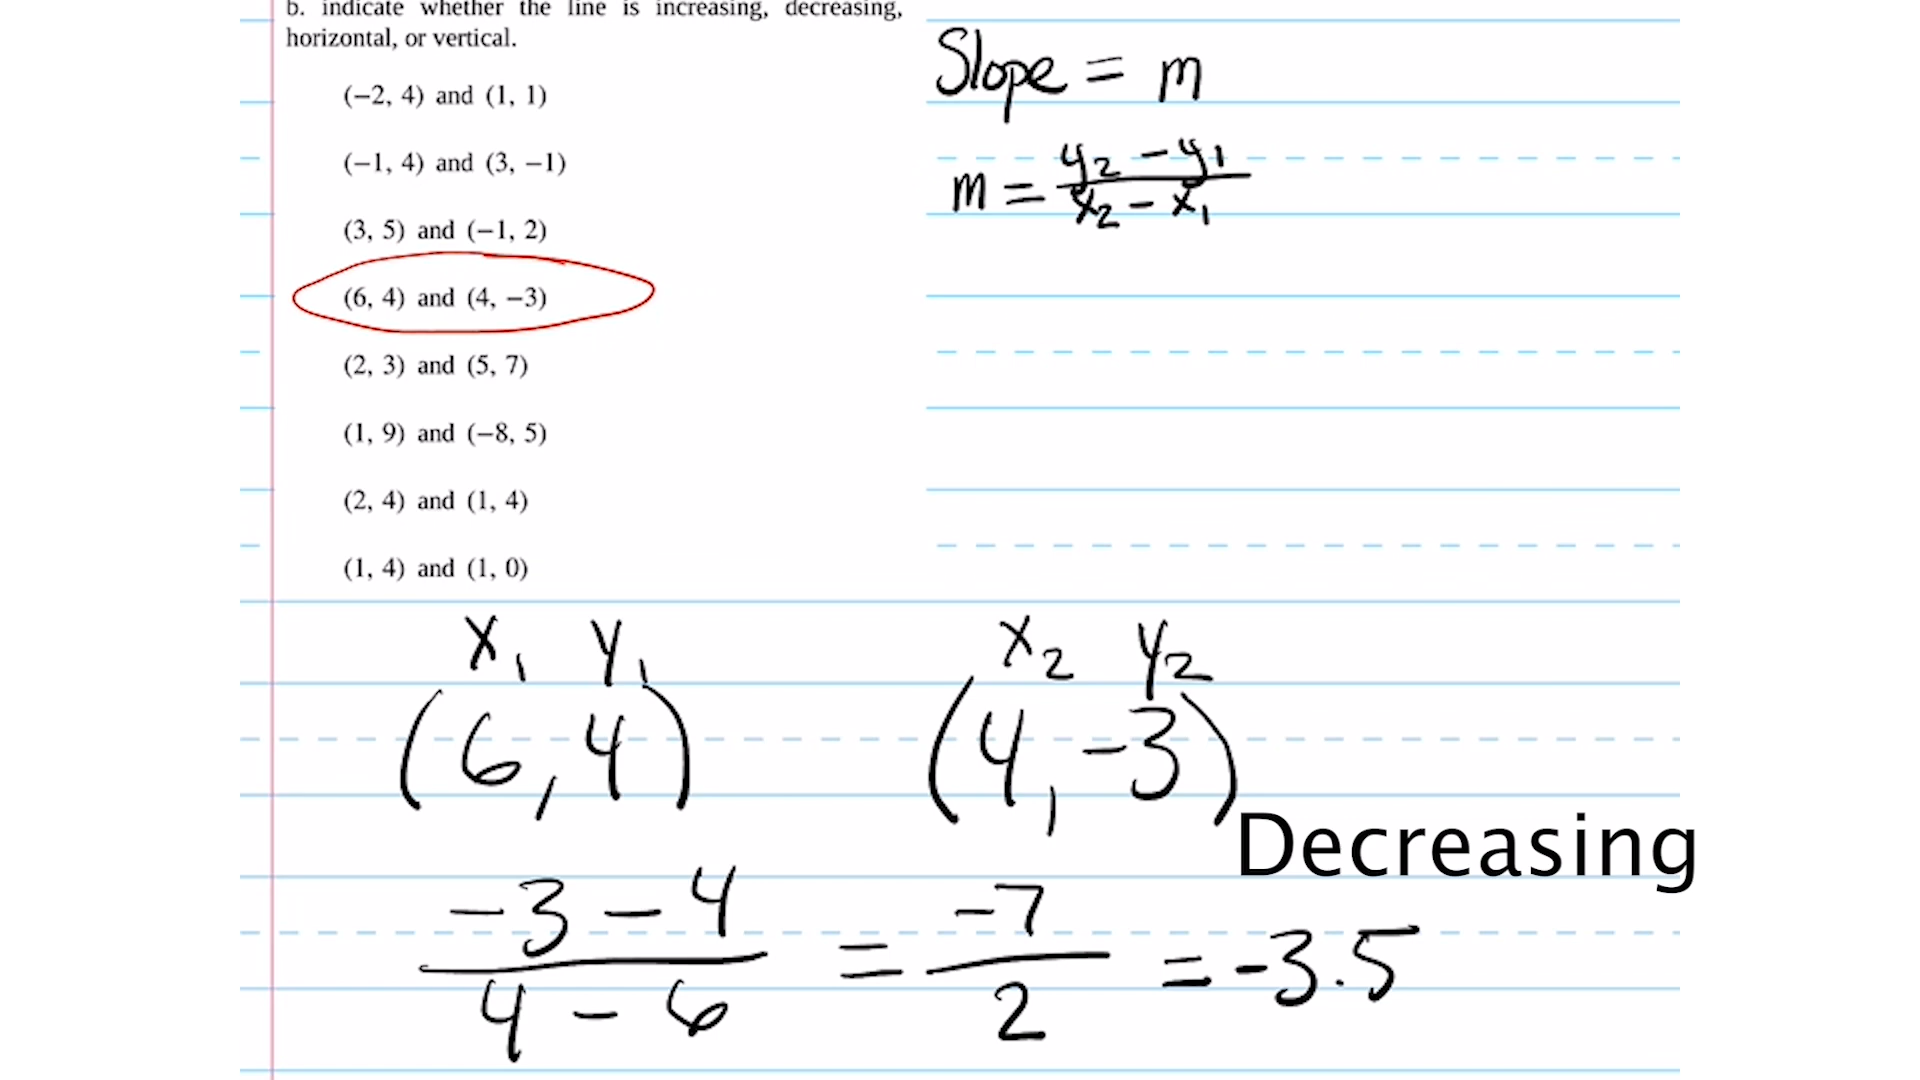 b. indicate whether the line is increasing, decreasing,
horizontal, or vertical.
(−2, 4) and (1, 1)
(−1, 4) and (3, −1)
(3, 5) and (−1, 2)
(6, 4) and (4, −3)
(2, 3) and (5, 7)
(1, 9) and (−8, 5)
(2, 4) and (1, 4)
(1, 4) and (1, 0)
Slope = m
m = y2 − y1 / x2 − x1
x1 y1
(6, 4)
x2 y2
(4, −3)
Decreasing
−3 − 4 / 4 − 6 = −7 / 2 = −3.5